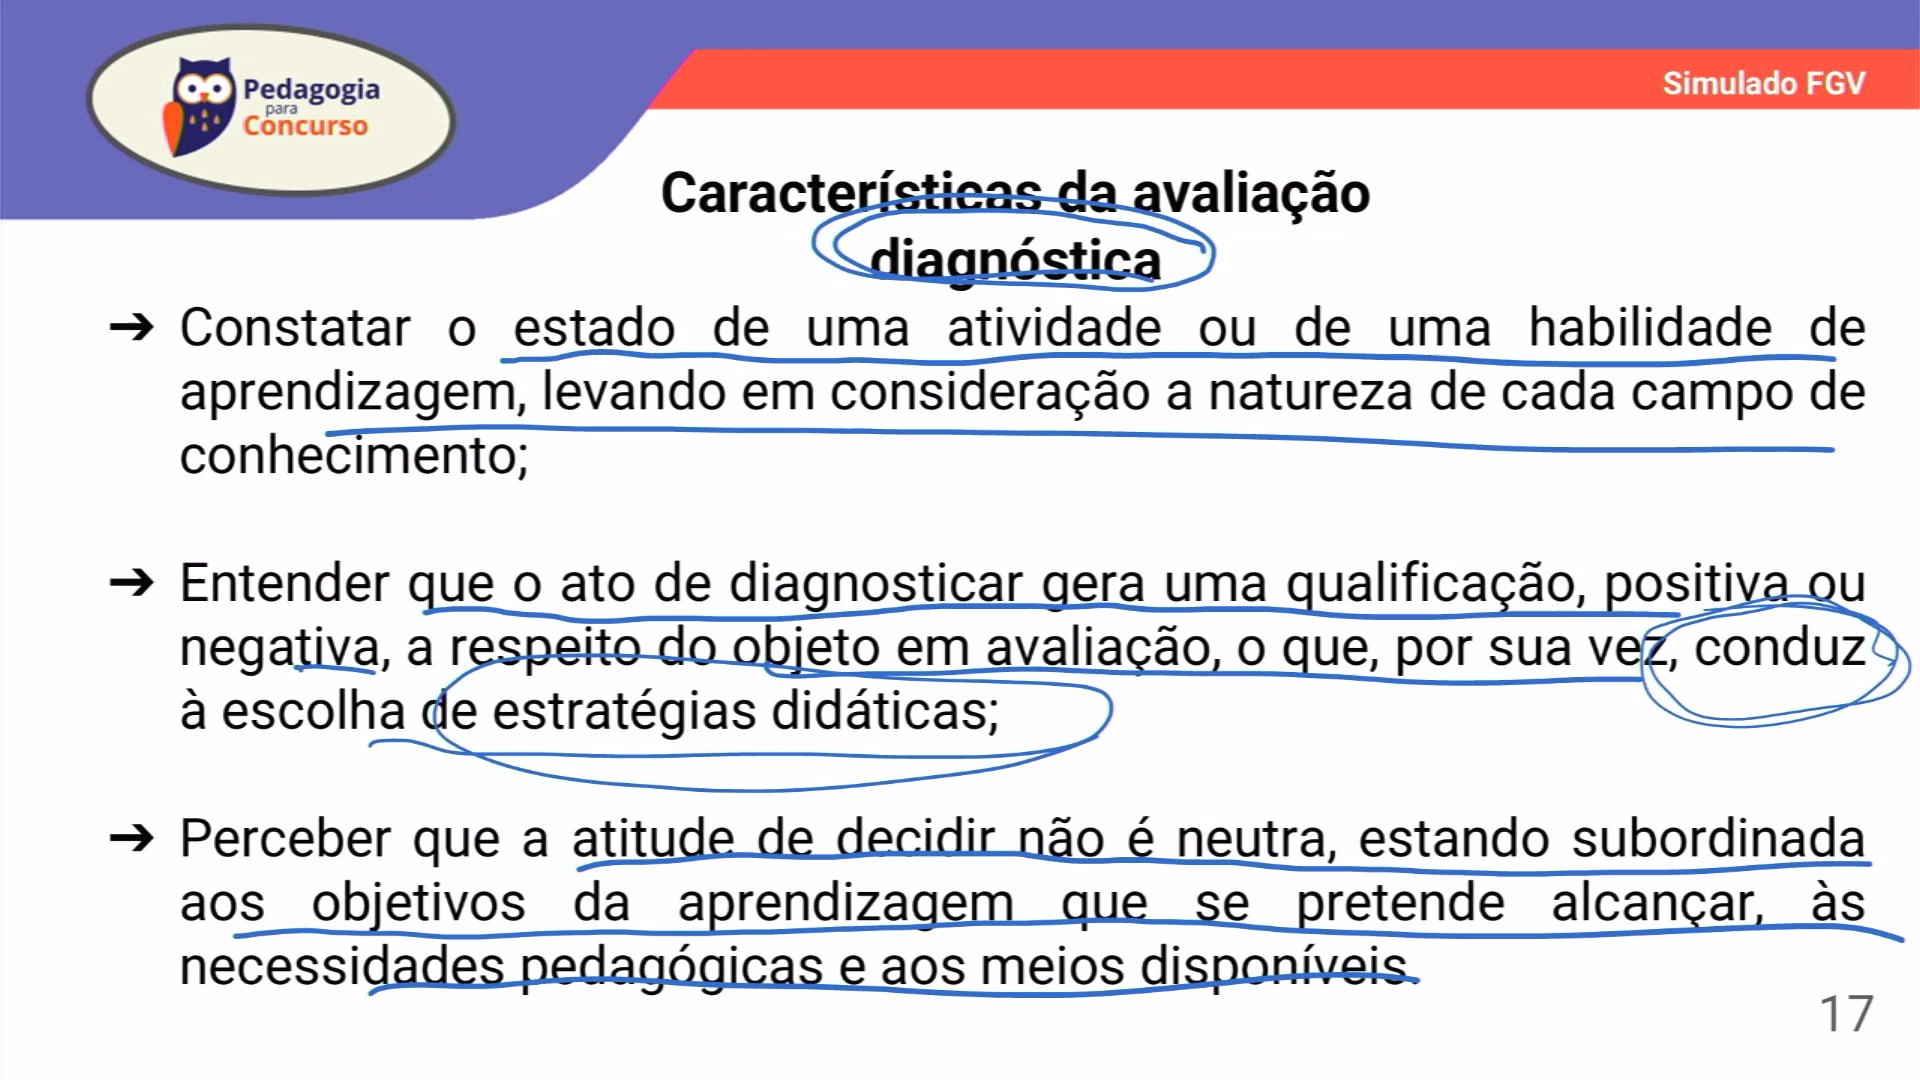 Pedagogia
para
Concurso
Simulado FGV
Características da avaliação
diagnóstica
➔ Constatar o estado de uma atividade ou de uma habilidade de
aprendizagem, levando em consideração a natureza de cada campo de
conhecimento;
➔ Entender que o ato de diagnosticar gera uma qualificação, positiva ou
negativa, a respeito do objeto em avaliação, o que, por sua vez, conduz
à escolha de estratégias didáticas;
➔ Perceber que a atitude de decidir não é neutra, estando subordinada
aos objetivos da aprendizagem que se pretende alcançar, às
necessidades pedagógicas e aos meios disponíveis.
17